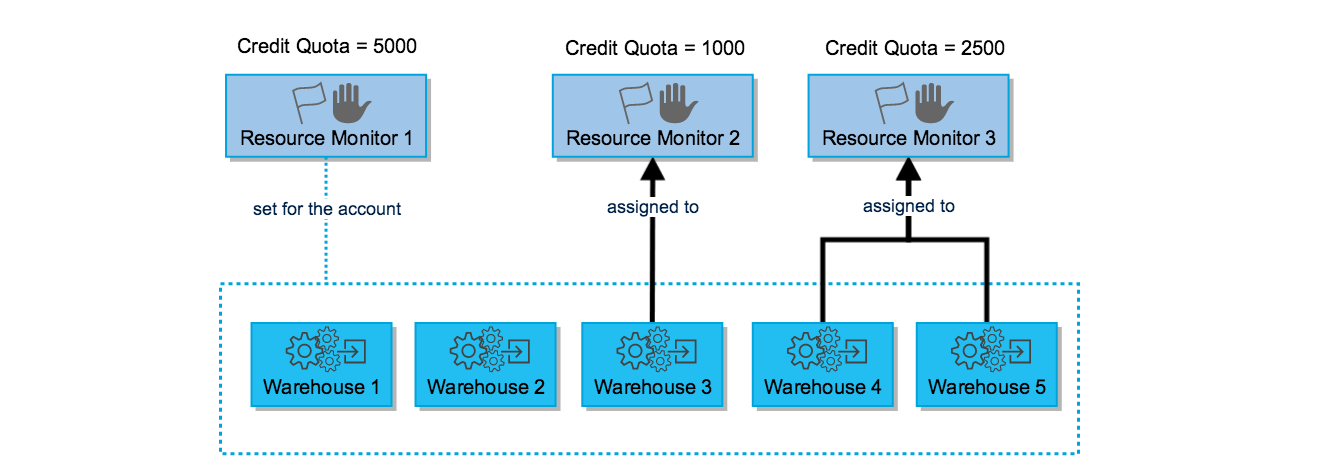 Credit Quota = 5000
Credit Quota = 1000
Credit Quota = 2500
Resource Monitor 1
Resource Monitor 2
Resource Monitor 3
set for the account
assigned to
assigned to
Warehouse 1
Warehouse 2
Warehouse 3
Warehouse 4
Warehouse 5